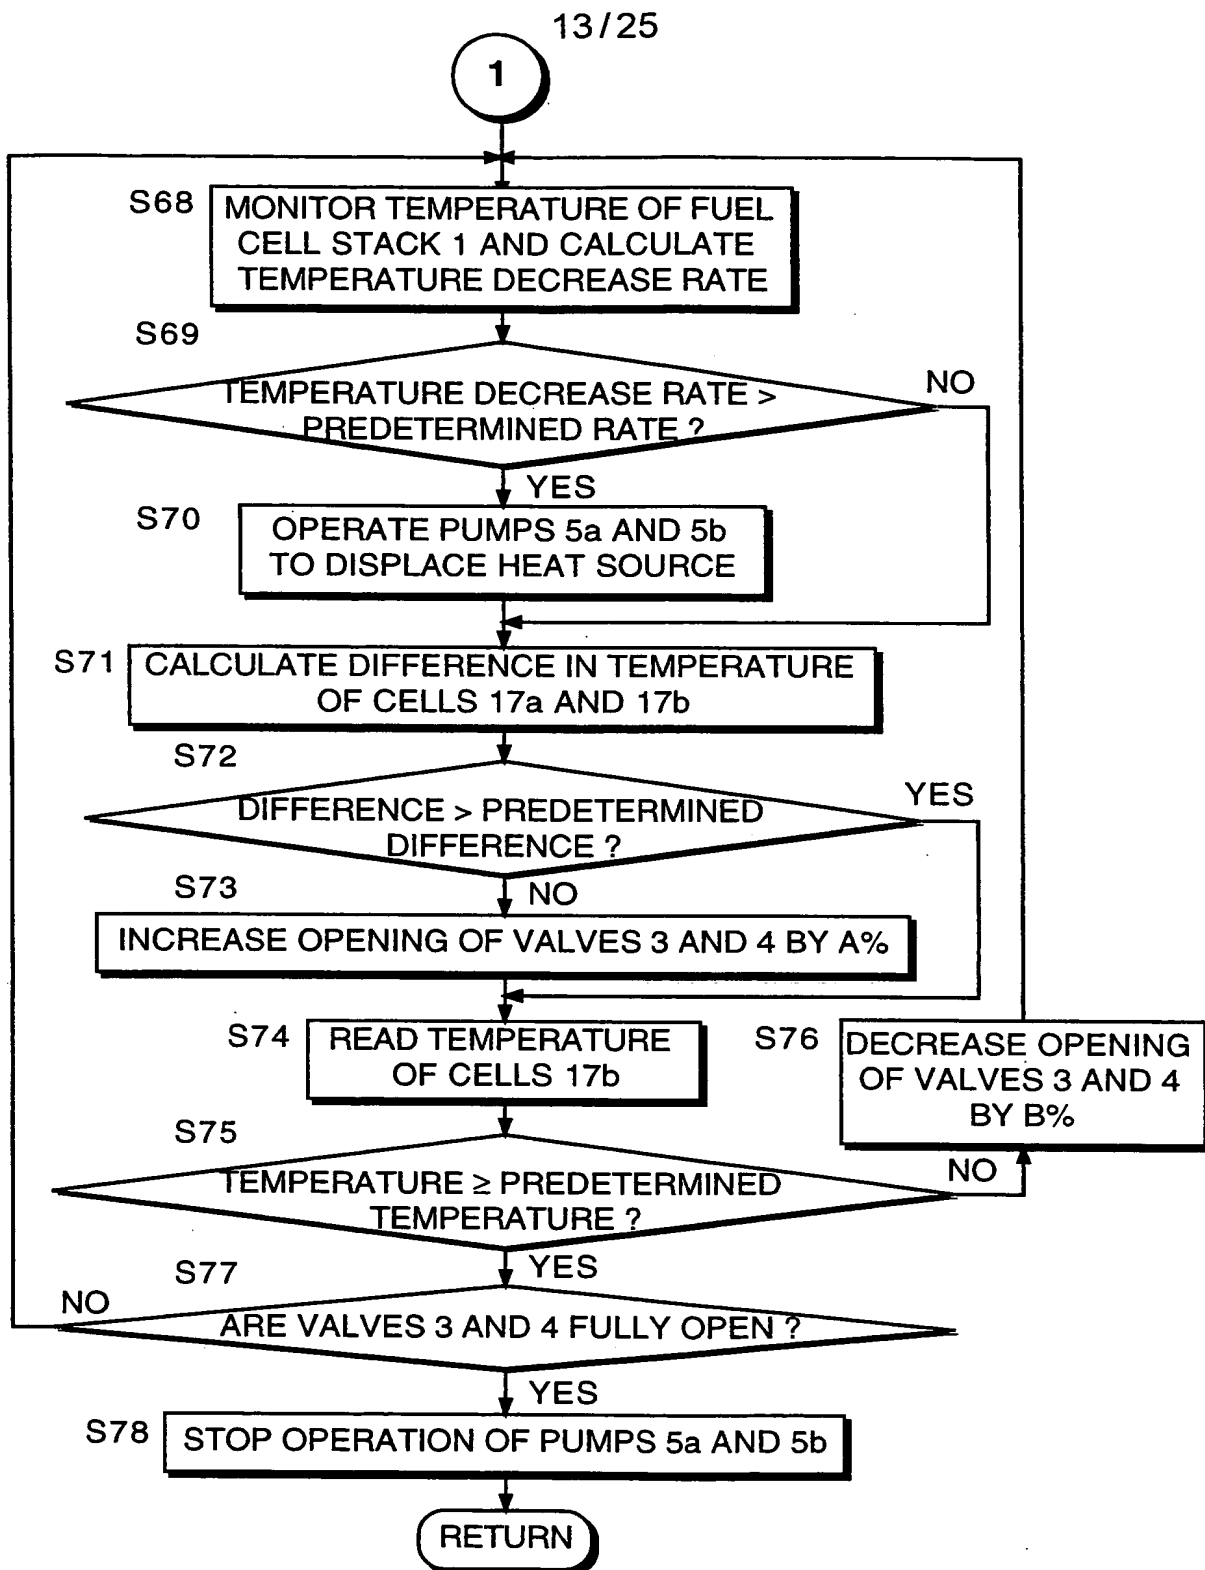 13/25
1
S68
MONITOR TEMPERATURE OF FUEL
CELL STACK 1 AND CALCULATE
TEMPERATURE DECREASE RATE
S69
TEMPERATURE DECREASE RATE >
PREDETERMINED RATE ?
NO
YES
S70
OPERATE PUMPS 5a AND 5b
TO DISPLACE HEAT SOURCE
S71
CALCULATE DIFFERENCE IN TEMPERATURE
OF CELLS 17a AND 17b
S72
DIFFERENCE > PREDETERMINED
DIFFERENCE ?
YES
NO
S73
INCREASE OPENING OF VALVES 3 AND 4 BY A%
S74
READ TEMPERATURE
OF CELLS 17b
S76
DECREASE OPENING
OF VALVES 3 AND 4
BY B%
S75
TEMPERATURE ≥ PREDETERMINED
TEMPERATURE ?
NO
YES
S77
NO
ARE VALVES 3 AND 4 FULLY OPEN ?
YES
S78
STOP OPERATION OF PUMPS 5a AND 5b
RETURN